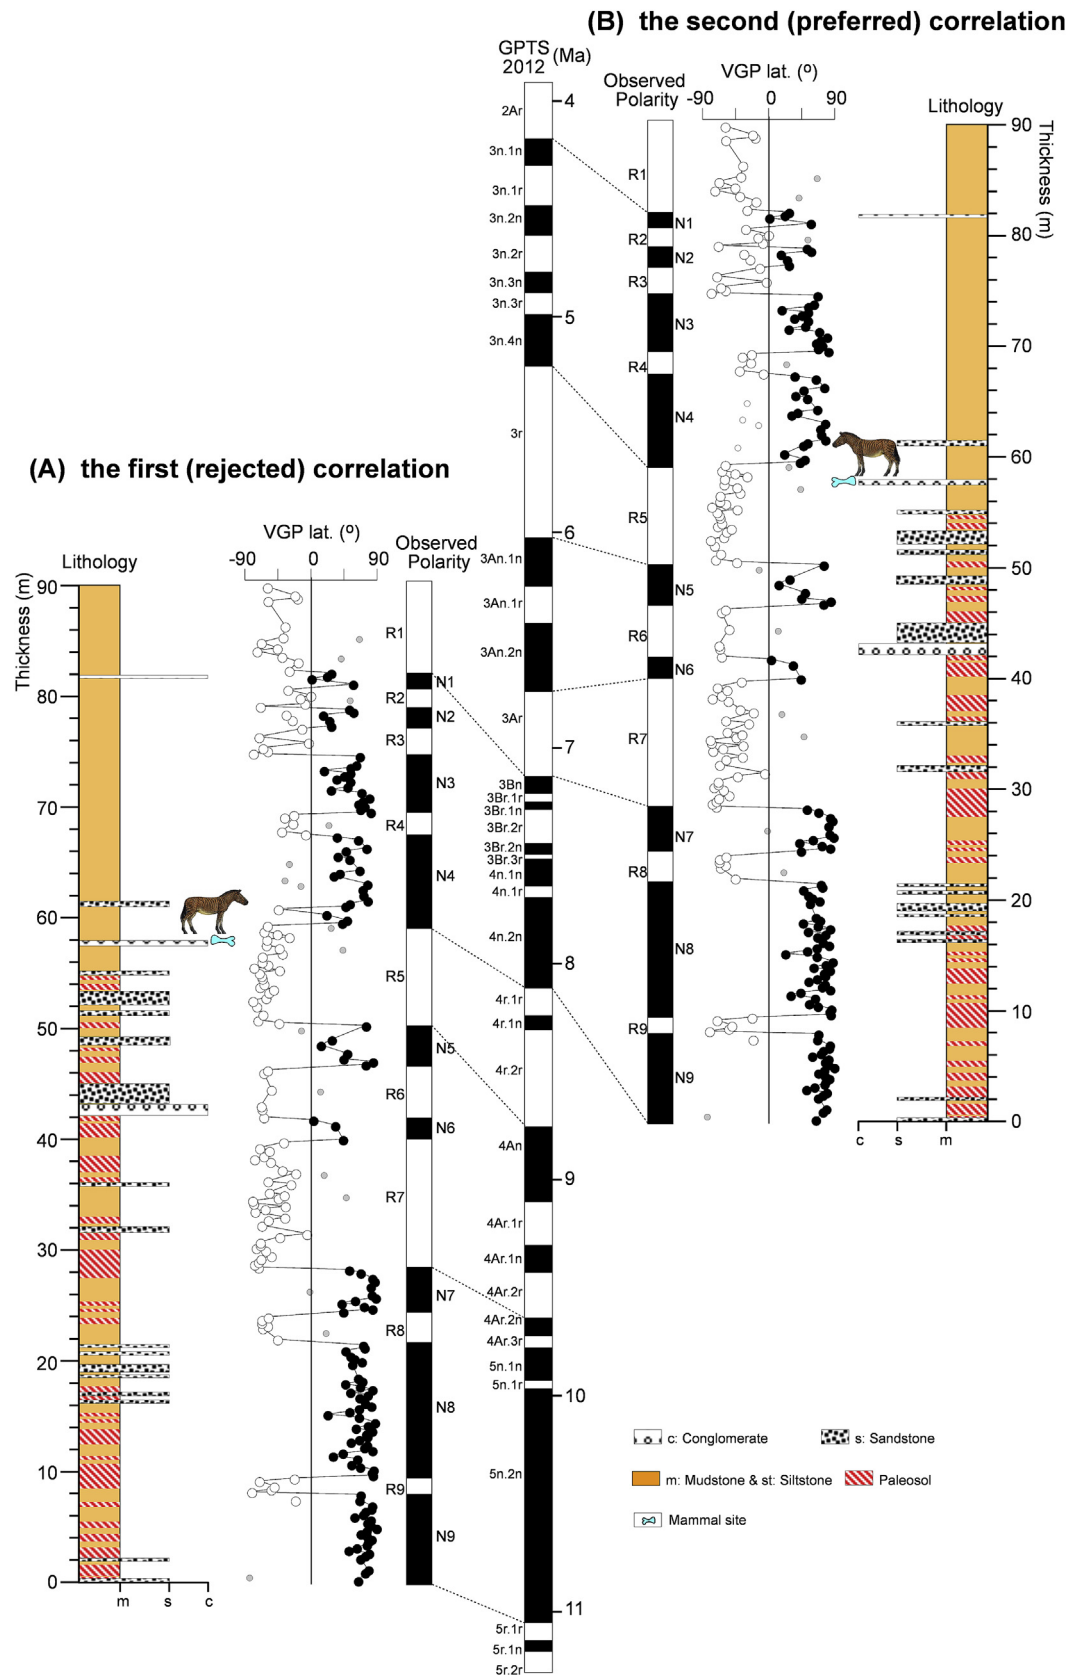 (B) the second (preferred) correlation
GPTS
2012
(Ma)
Observed
Polarity
VGP lat. (º)
-90
0
90
Lithology
Thickness (m)
90
80
70
60
50
40
30
20
10
0
c
s
m
R1
N1
R2
N2
R3
N3
R4
N4
R5
N5
R6
N6
R7
N7
R8
N8
R9
N9
2Ar
3n.1n
3n.1r
3n.2n
3n.2r
3n.3n
3n.3r
3n.4n
3r
3An.1n
3An.1r
3An.2n
3Ar
3Bn
3Br.1r
3Br.1n
3Br.2r
3Br.2n
3Br.3r
4n.1n
4n.1r
4n.2n
4r.1r
4r.1n
4r.2r
4An
4Ar.1r
4Ar.1n
4Ar.2r
4Ar.2n
4Ar.3r
5n.1n
5n.1r
5n.2n
5r.1r
5r.1n
5r.2r
4
5
6
7
8
9
10
11
(A) the first (rejected) correlation
Lithology
VGP lat. (º)
-90
0
90
Observed
Polarity
Thickness (m)
90
80
70
60
50
40
30
20
10
0
m
s
c
R1
N1
R2
N2
R3
N3
R4
N4
R5
N5
R6
N6
R7
N7
R8
N8
R9
N9
c: Conglomerate
s: Sandstone
m: Mudstone & st: Siltstone
Paleosol
Mammal site